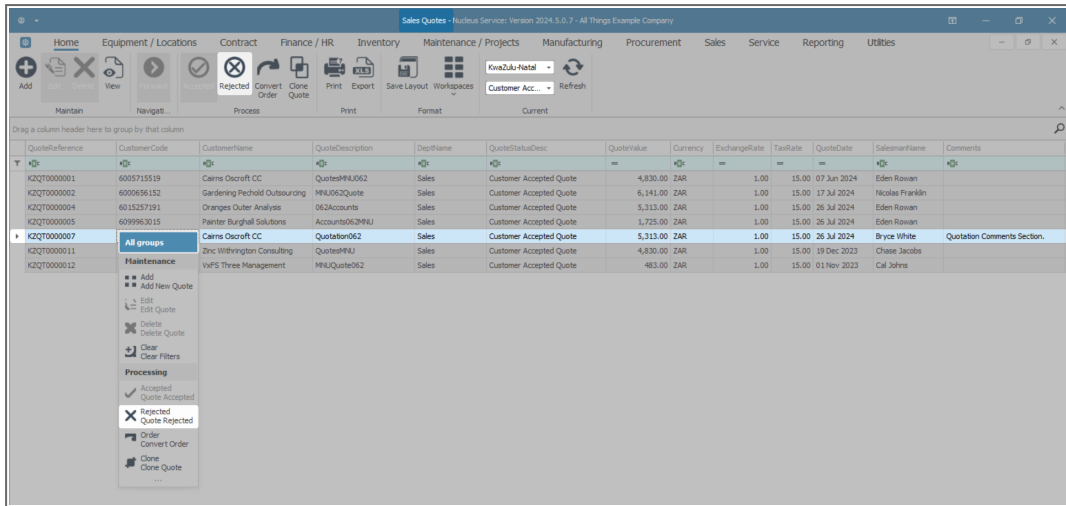 Sales Quotes - Nucleus Service: Version 2024.5.0.7 - All Things Example Company
Home Equipment / Locations Contract Finance / HR Inventory Maintenance / Projects Manufacturing Procurement Sales Service Reporting Utilities
Add Edit Delete View Forward Accepted Rejected Convert Order Clone Quote Print Export Save Layout Workspaces KwaZulu-Natal Customer Acc... Refresh
Maintain Navigati... Process Print Format Current
Drag a column header here to group by that column
QuoteReference CustomerCode CustomerName QuoteDescription DeptName QuoteStatusDesc QuoteValue Currency ExchangeRate TaxRate QuoteDate SalesmanName Comments
KZQT0000001 6005715519 Cairns Oscroft CC QuotesMNU062 Sales Customer Accepted Quote 4,830.00 ZAR 1.00 15.00 07 Jun 2024 Eden Rowan
KZQT0000002 6000656152 Gardening Pechold Outsourcing MNU062Quote Sales Customer Accepted Quote 6,141.00 ZAR 1.00 15.00 17 Jul 2024 Nicolas Franklin
KZQT0000004 6015257191 Oranges Outer Analysis 062Accounts Sales Customer Accepted Quote 5,313.00 ZAR 1.00 15.00 26 Jul 2024 Eden Rowan
KZQT0000005 6099963015 Painter Burghall Solutions Accounts062MNU Sales Customer Accepted Quote 1,725.00 ZAR 1.00 15.00 26 Jul 2024 Eden Rowan
KZQT0000007 Cairns Oscroft CC Quotation062 Sales Customer Accepted Quote 5,313.00 ZAR 1.00 15.00 26 Jul 2024 Bryce White Quotation Comments Section.
KZQT0000011 Zinc Withrington Consulting QuotesMNU Sales Customer Accepted Quote 4,830.00 ZAR 1.00 15.00 19 Dec 2023 Chase Jacobs
KZQT0000012 VxFS Three Management MNUQuote062 Sales Customer Accepted Quote 483.00 ZAR 1.00 15.00 01 Nov 2023 Cal Johns
All groups
Maintenance
Add
Add New Quote
Edit
Edit Quote
Delete
Delete Quote
Clear
Clear Filters
Processing
Accepted
Quote Accepted
Rejected
Quote Rejected
Order
Convert Order
Clone
Clone Quote
...